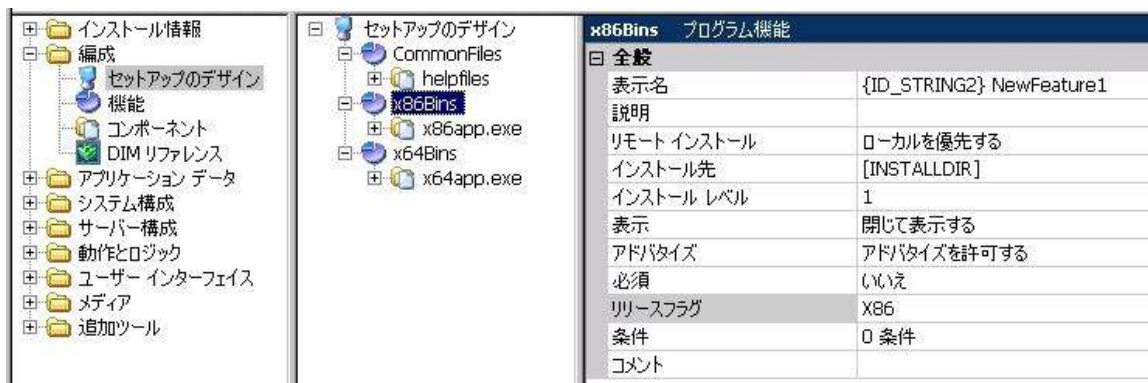 インストール情報
編成
セットアップのデザイン
機能
コンポーネント
DIM リファレンス
アプリケーション データ
システム構成
サーバー構成
動作とロジック
ユーザー インターフェイス
メディア
追加ツール
セットアップのデザイン
CommonFiles
helpfiles
x86Bins
x86app.exe
x64Bins
x64app.exe
x86Bins プログラム機能
全般
表示名 {ID_STRING2} NewFeature1
説明
リモート インストール ローカルを優先する
インストール先 [INSTALLDIR]
インストール レベル 1
表示 閉じて表示する
アドバタイズ アドバタイズを許可する
必須 いいえ
リリースフラグ X86
条件 0 条件
コメント